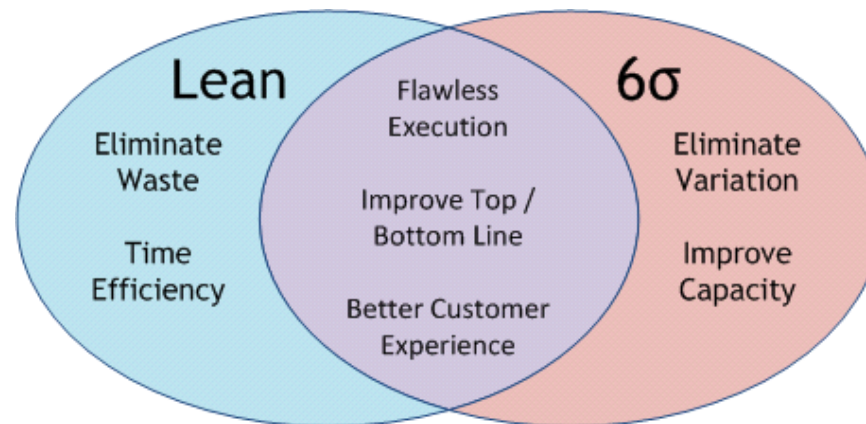 Lean
Eliminate
Waste
Time
Efficiency
Flawless
Execution
Improve Top /
Bottom Line
Better Customer
Experience
6σ
Eliminate
Variation
Improve
Capacity